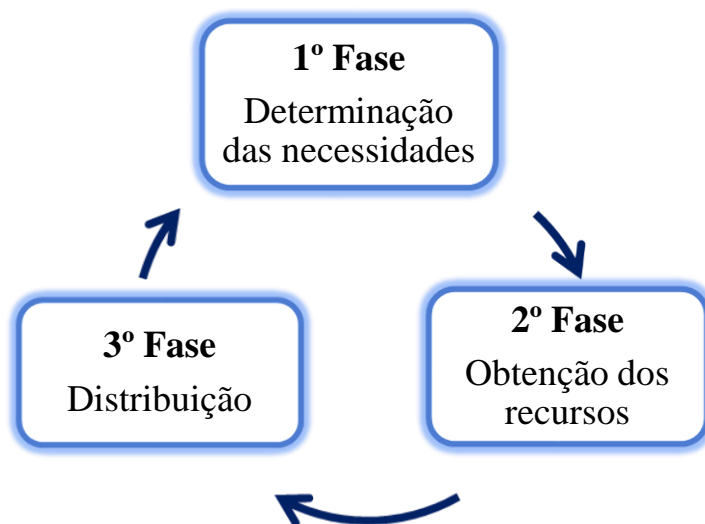 1º Fase
Determinação
das necessidades
2º Fase
Obtenção dos
recursos
3º Fase
Distribuição